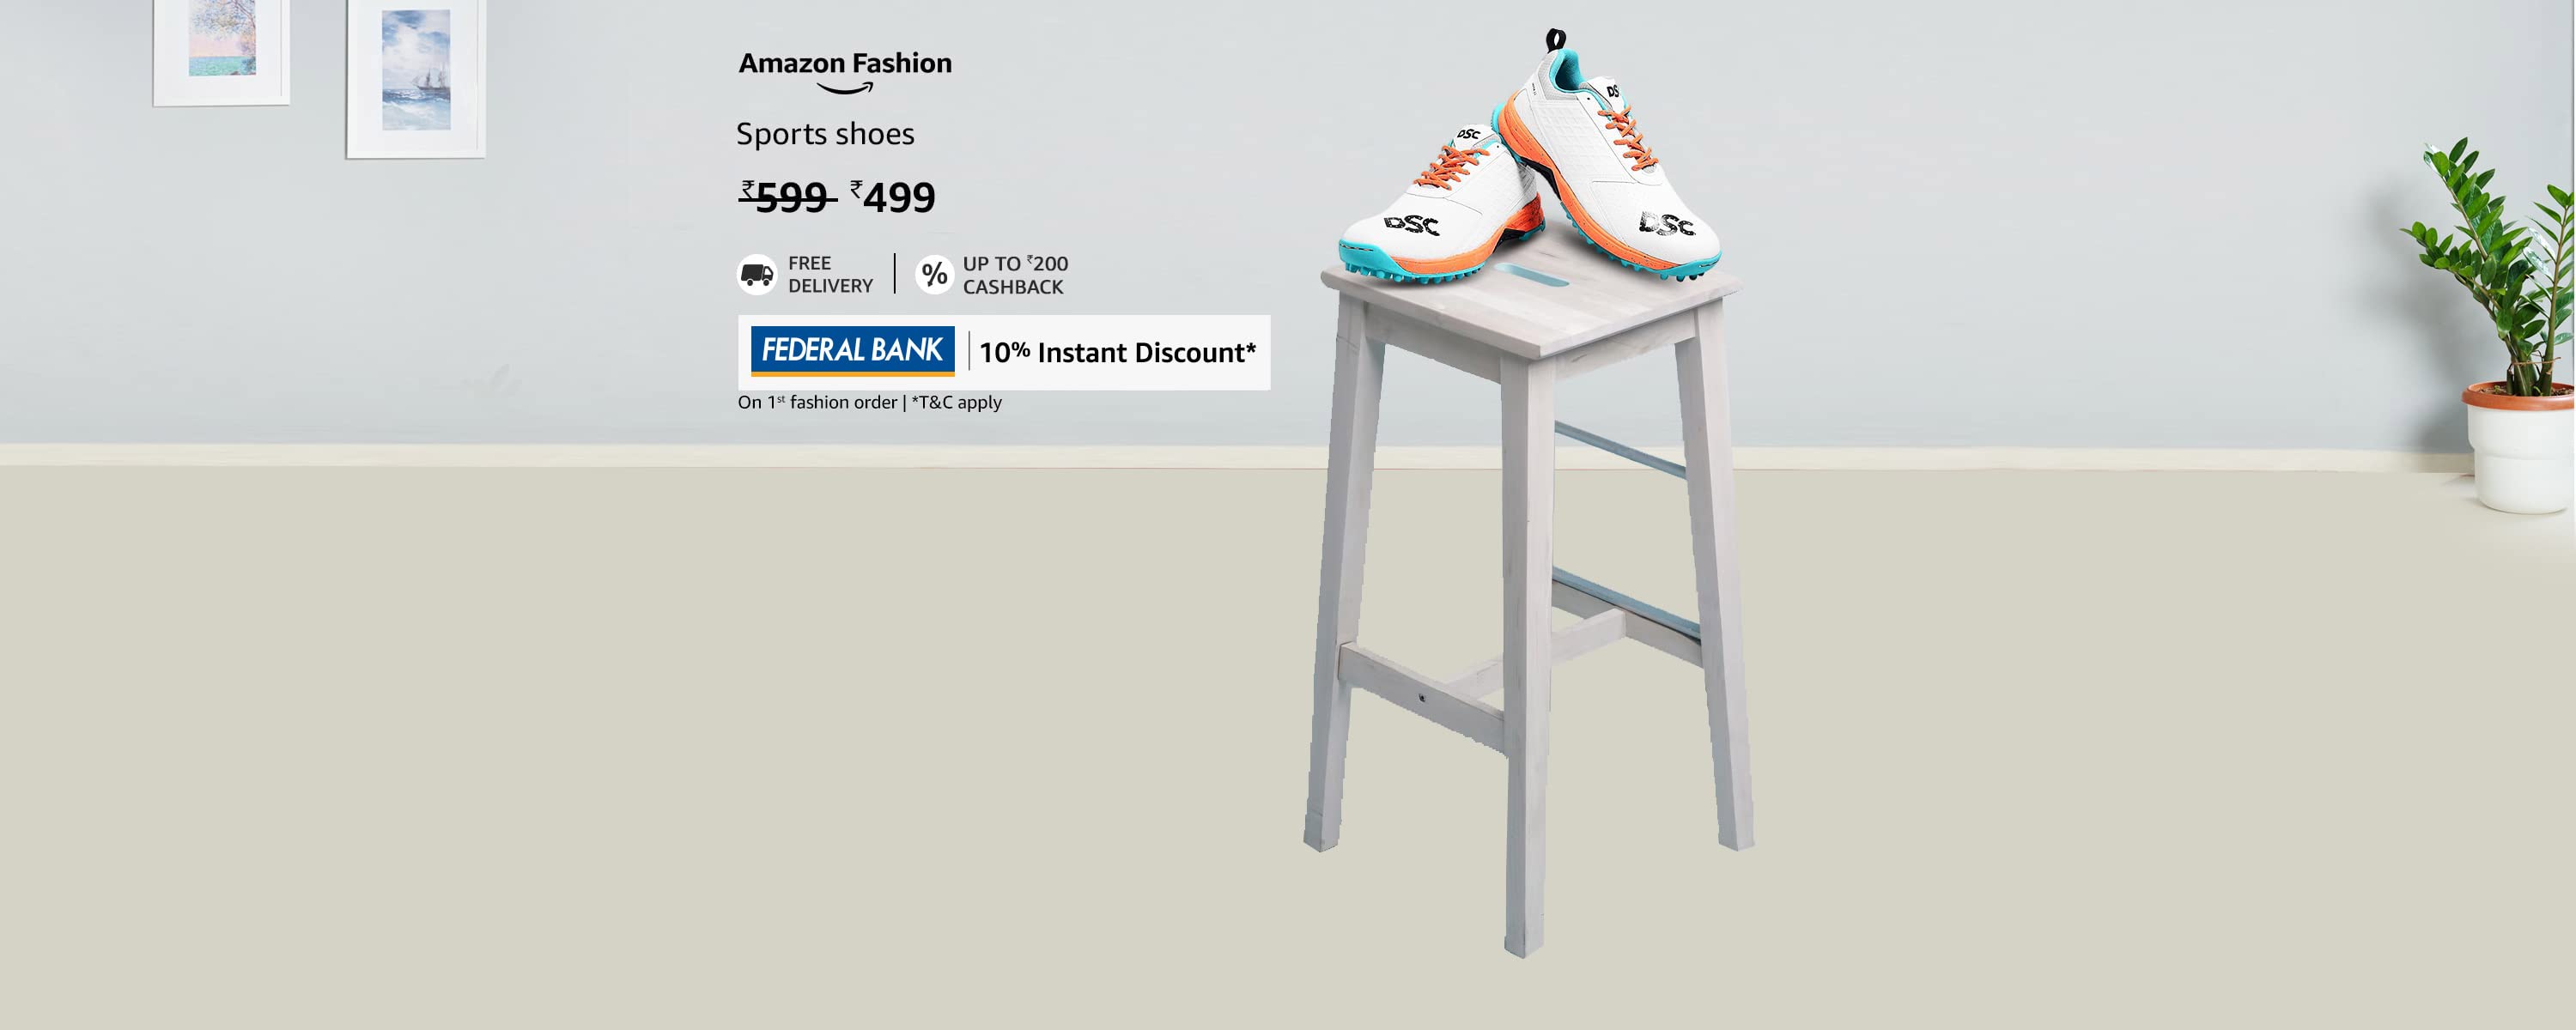 Amazon Fashion
Sports shoes
₹599 ₹499
FREE DELIVERY
UP TO ₹200 CASHBACK
FEDERAL BANK | 10% Instant Discount*
On 1st fashion order | *T&C apply
DSC
DS
DSC
DSC